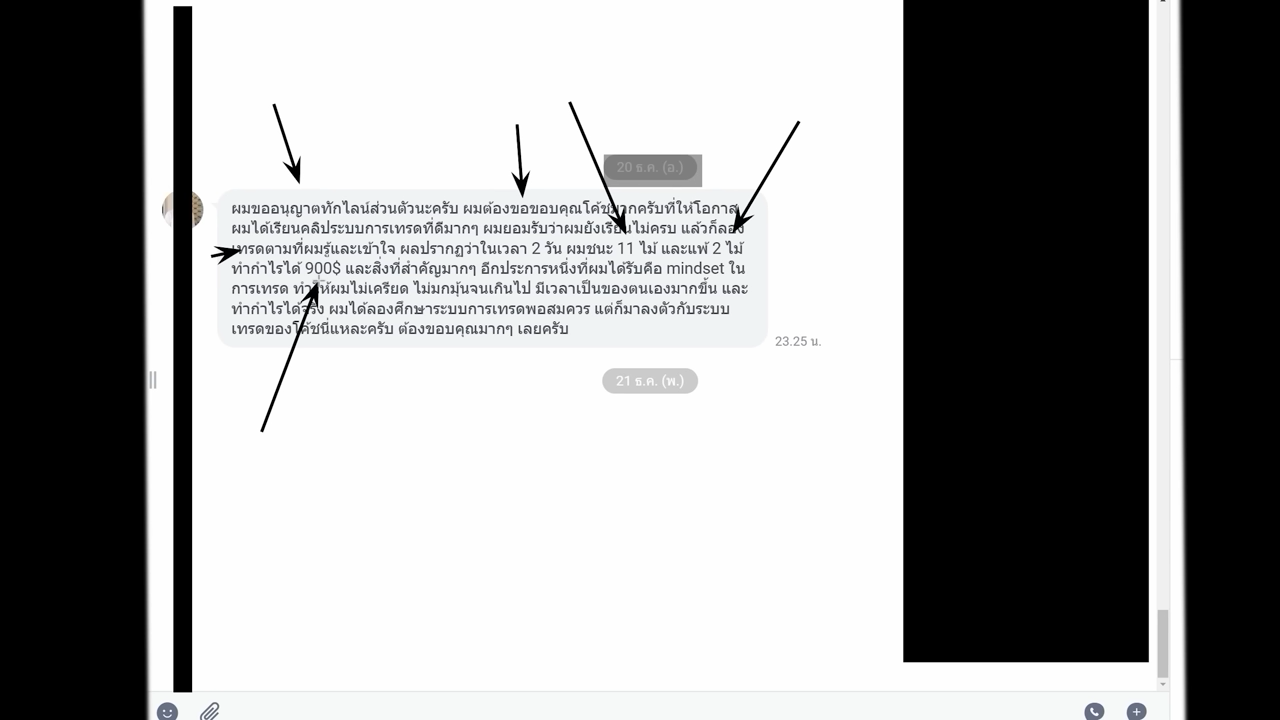 20 ธ.ค. (อ.)
ผมขออนุญาตทักไลน์ส่วนตัวนะครับ ผมต้องขอขอบคุณโค้ชมากครับที่ให้โอกาส
ผมได้เรียนคลิประบบการเทรดที่ดีมากๆ ผมยอมรับว่าผมยังเรียนไม่ครบ แล้วก็ลอง
เทรดตามที่ผมรู้และเข้าใจ ผลปรากฏว่าในเวลา 2 วัน ผมชนะ 11 ไม้ และแพ้ 2 ไม้
ทำกำไรได้ 900$ และสิ่งที่สำคัญมากๆ อีกประการหนึ่งที่ผมได้รับคือ mindset ใน
การเทรด ทำให้ผมไม่เครียด ไม่มกมุ้นจนเกินไป มีเวลาเป็นของตนเองมากขึ้น และ
ทำกำไรได้จริง ผมได้ลองศึกษาระบบการเทรดพอสมควร แต่ก็มาลงตัวกับระบบ
เทรดของโค้ชนี่แหละครับ ต้องขอบคุณมากๆ เลยครับ
23.25 น.
21 ธ.ค. (พ.)